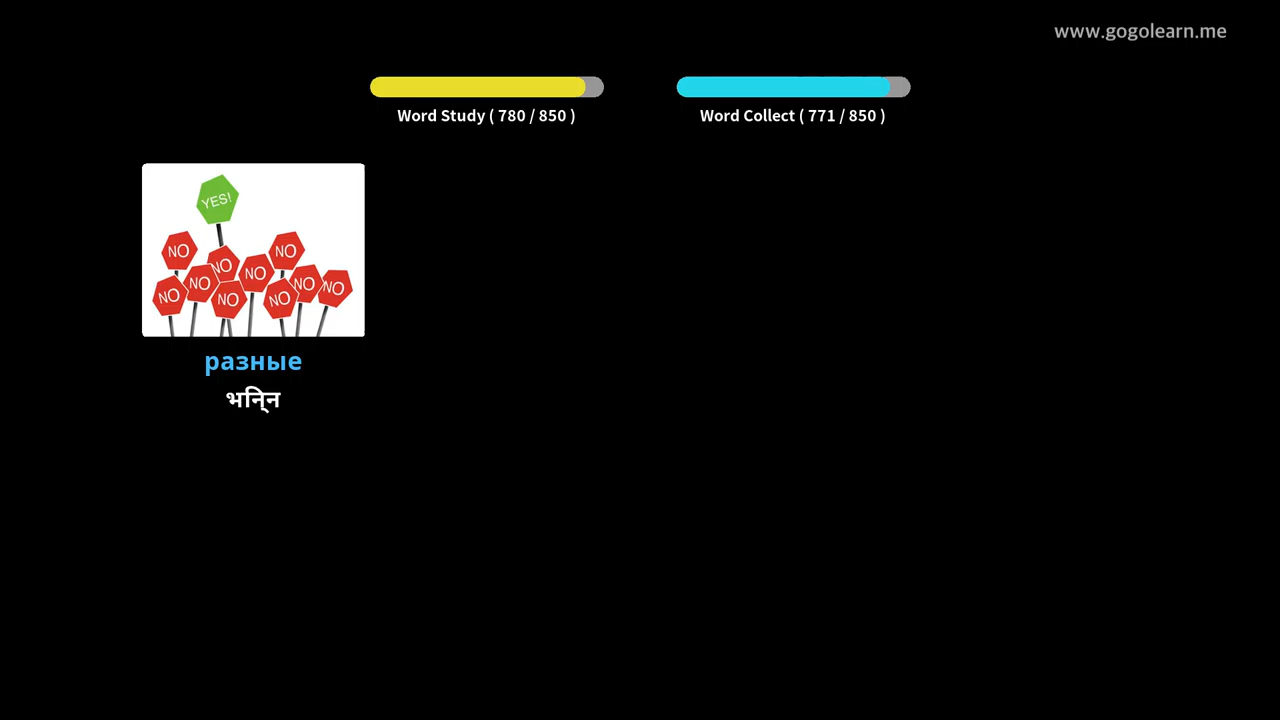 www.gogolearn.me
Word Study ( 780 / 850 )
Word Collect ( 771 / 850 )
YES!
NO
NO
NO
NO
NO
NO
NO
NO
NO
NO
разные
भिन्न